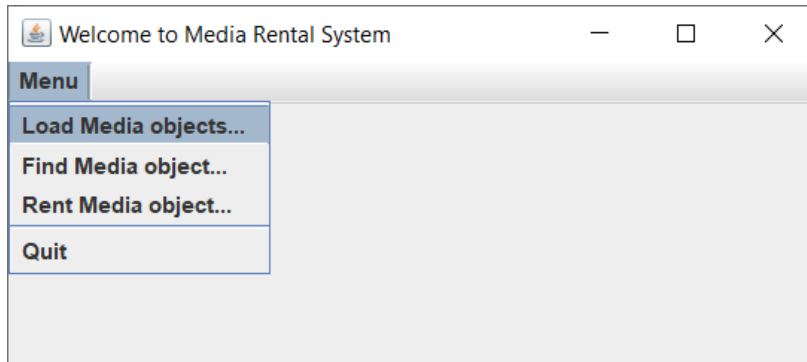 Welcome to Media Rental System
Menu
Load Media objects...
Find Media object...
Rent Media object...
Quit